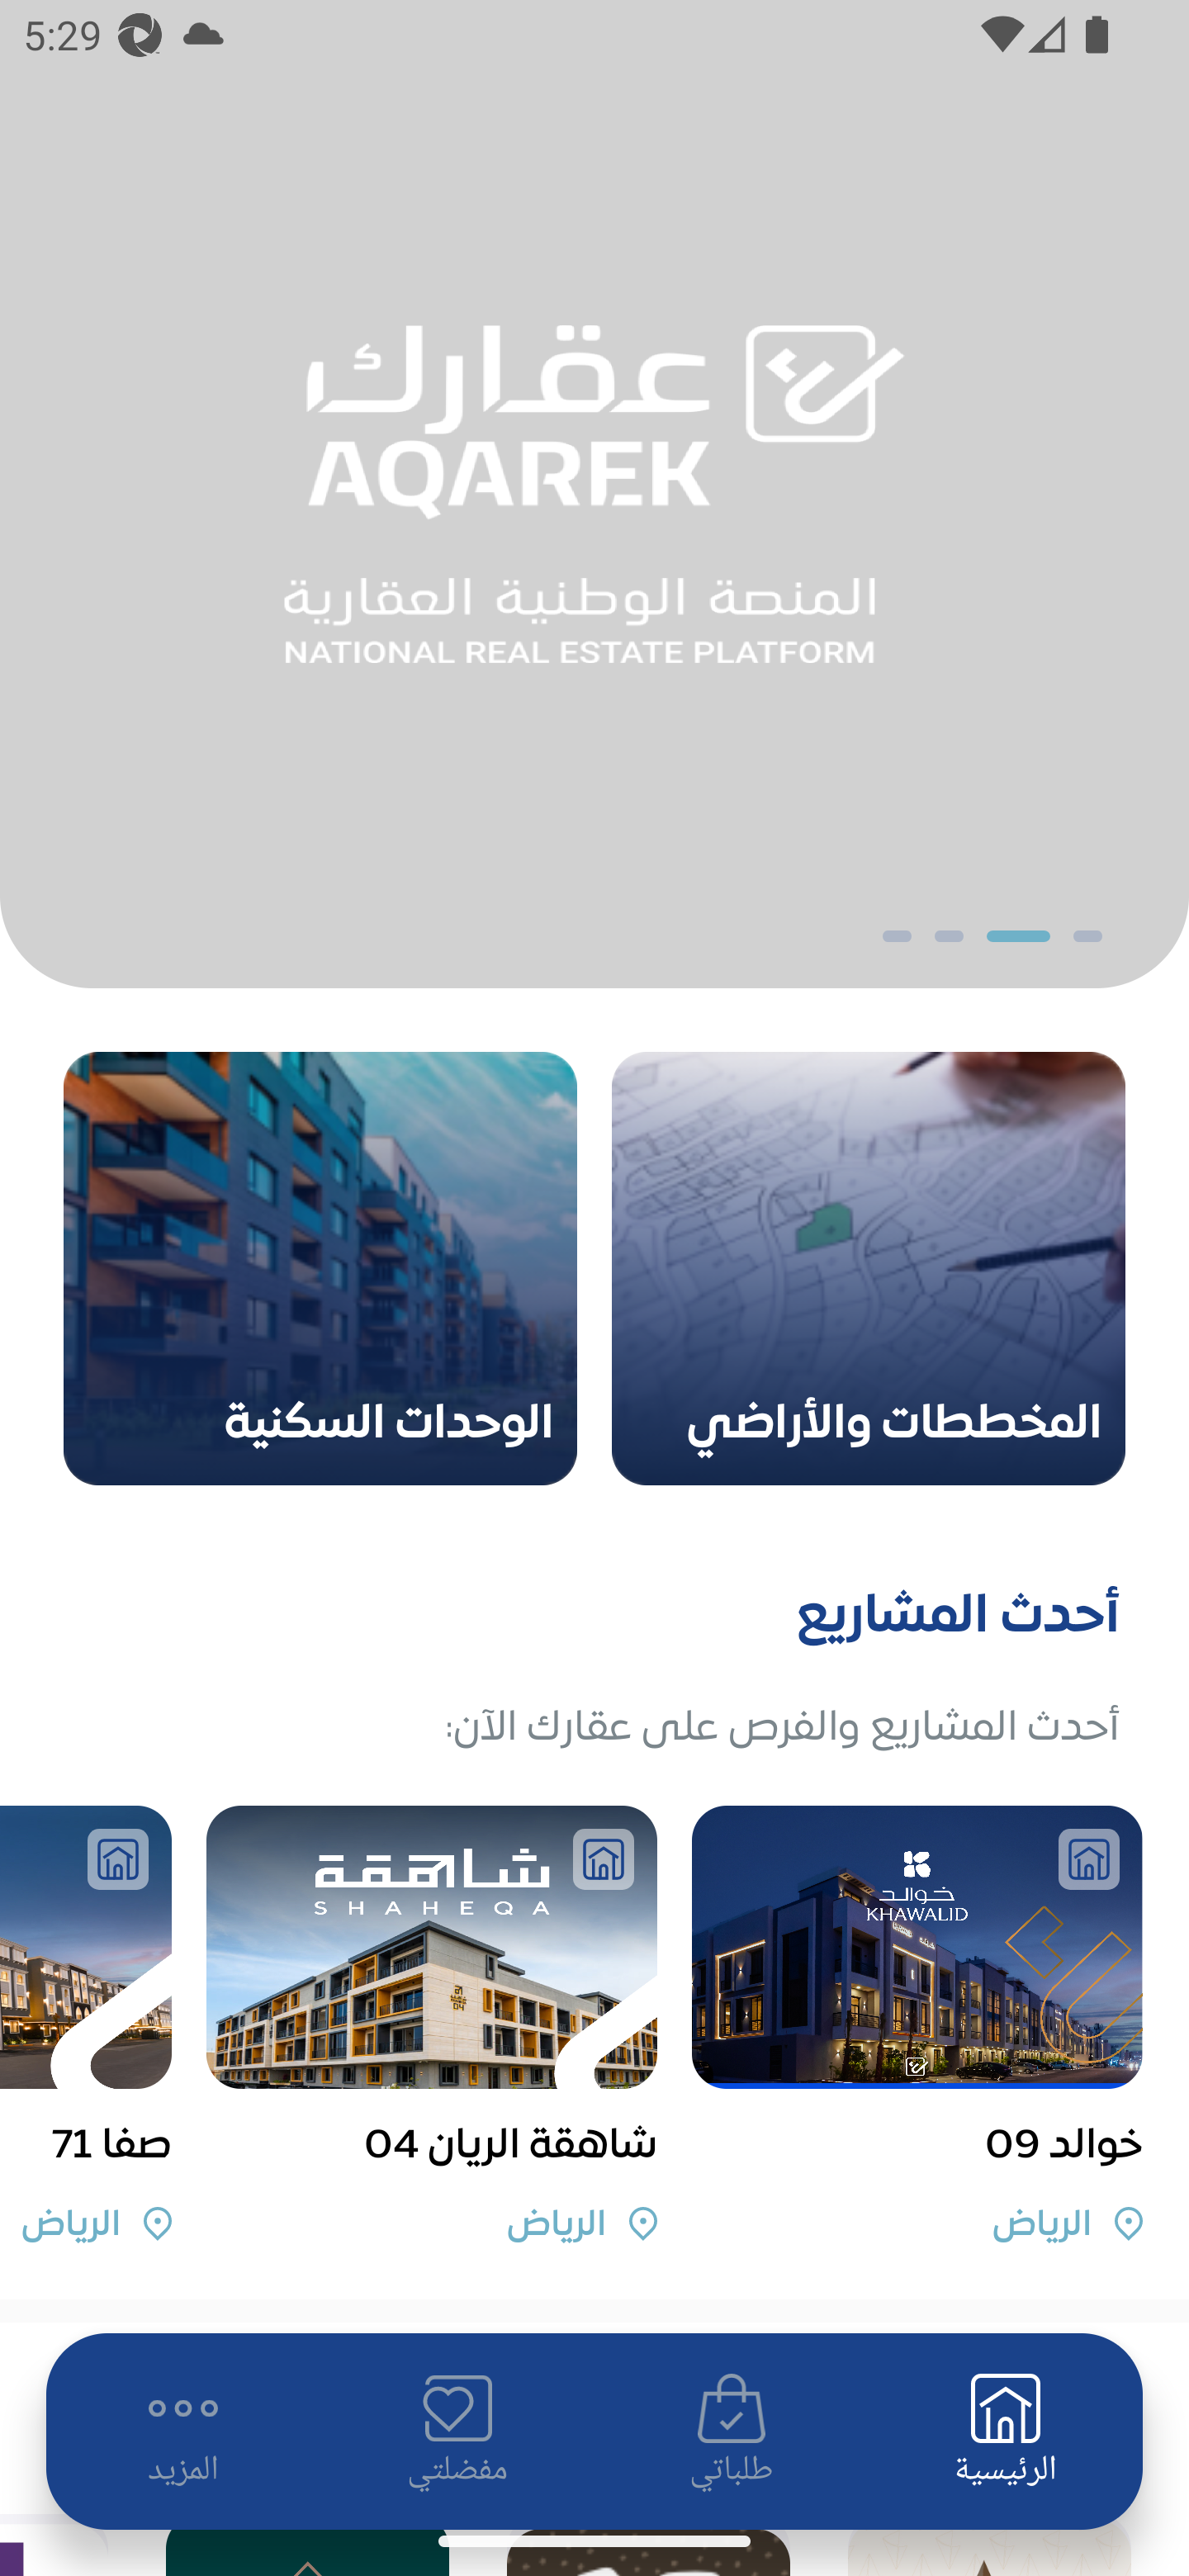 5:29
عقارك
AQAREK
المنصة الوطنية العقارية
NATIONAL REAL ESTATE PLATFORM
المخططات والأراضي
الوحدات السكنية
أحدث المشاريع
أحدث المشاريع والفرص على عقارك الآن:
خوالد
KHAWALID
شاهقة
SHAHEQA
خوالد 09
شاهقة الريان 04
صفا 71
الرياض
الرياض
الرياض
الرئيسية
طلباتي
مفضلتي
المزيد